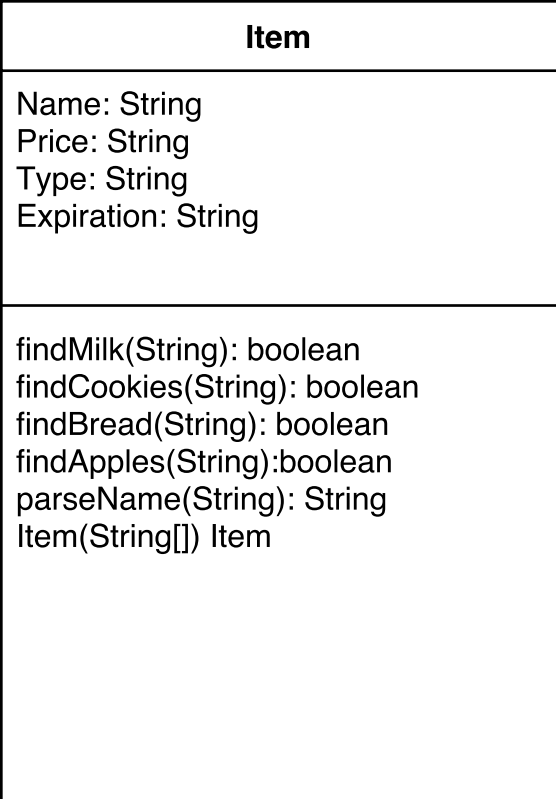 Item
Name: String
Price: String
Type: String
Expiration: String
findMilk(String): boolean
findCookies(String): boolean
findBread(String): boolean
findApples(String):boolean
parseName(String): String
Item(String[]) Item